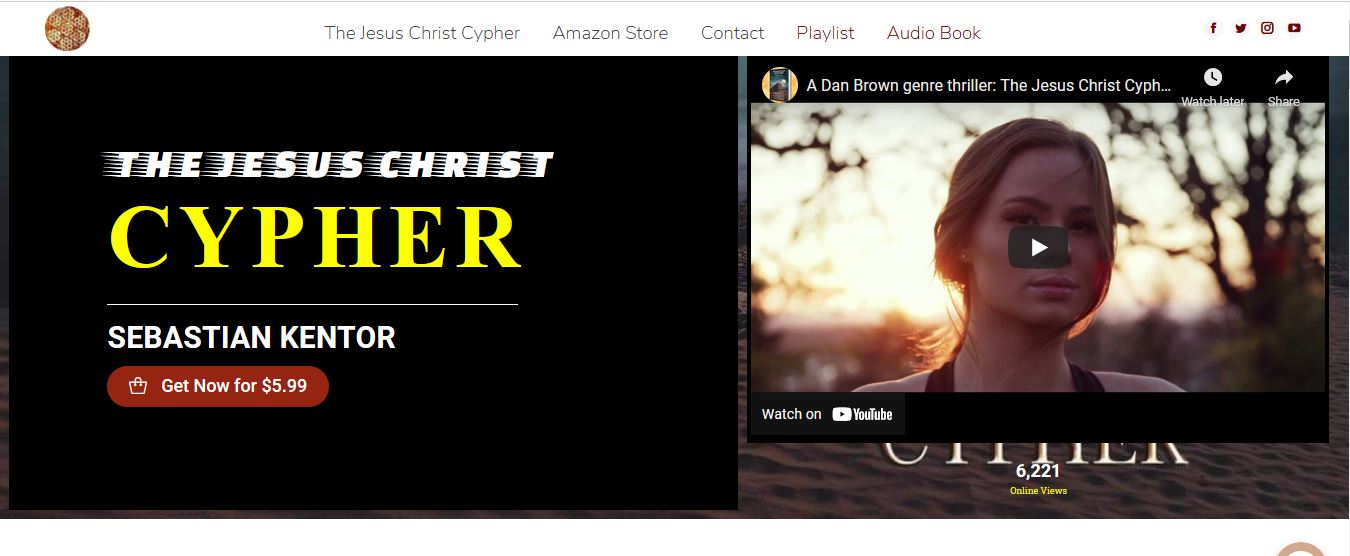 The Jesus Christ Cypher
Amazon Store
Contact
Playlist
Audio Book
THE JESUS CHRIST
CYPHER
SEBASTIAN KENTOR
Get Now for $5.99
A Dan Brown genre thriller: The Jesus Christ Cyph...
Watch later
Share
Watch on YouTube
CYPHER
6,221
Online Views